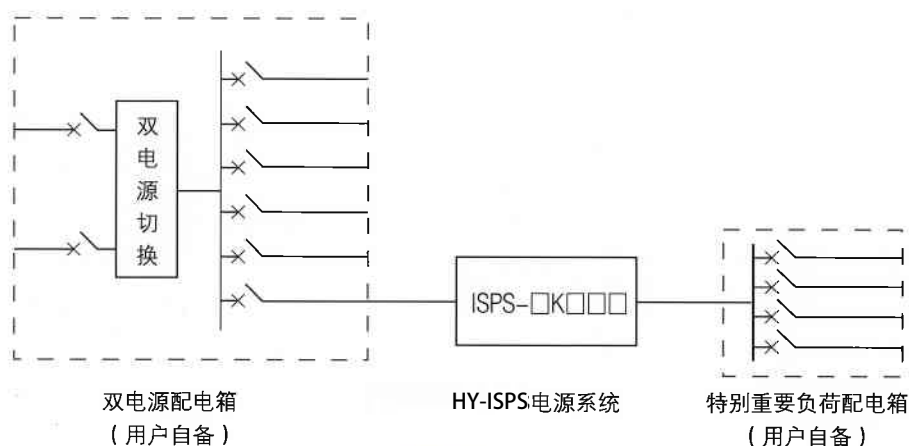 双
电
源
切
换
ISPS-□K□□□
双电源配电箱
(用户自备)
HY-ISPS电源系统
特别重要负荷配电箱
(用户自备)